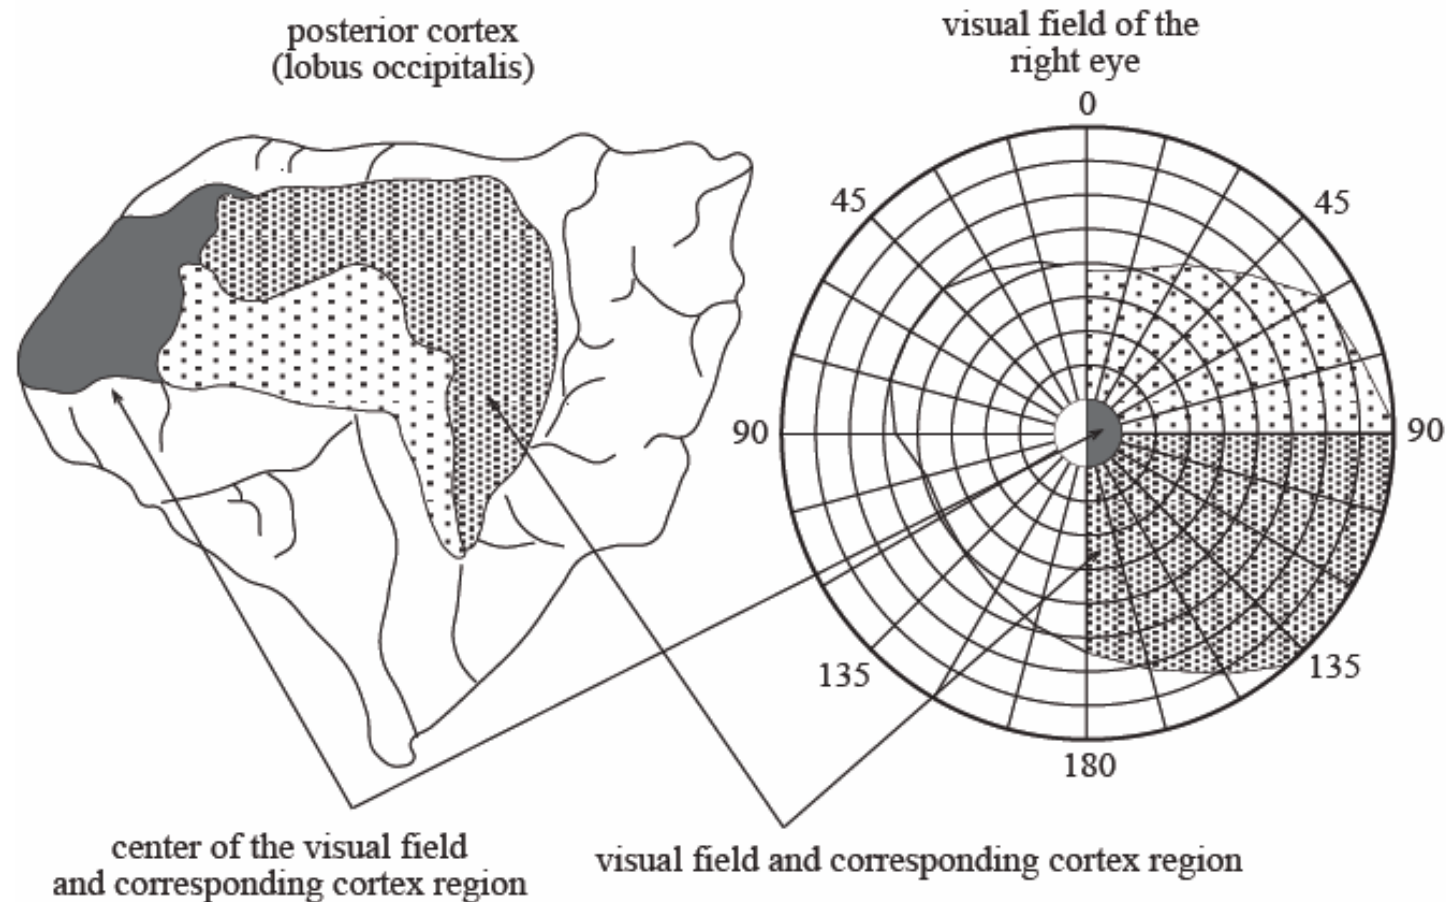 posterior cortex
(lobus occipitalis)
visual field of the
right eye
0
45
45
90
90
135
135
180
center of the visual field
and corresponding cortex region
visual field and corresponding cortex region